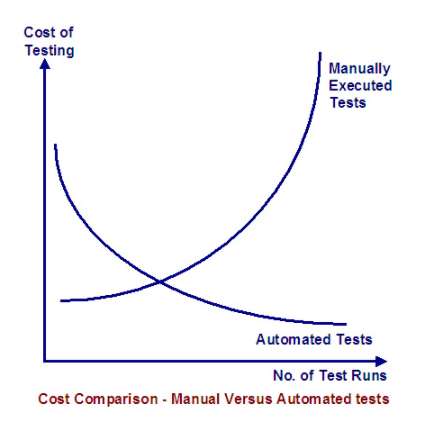 Cost of
Testing
Manually
Executed
Tests
Automated Tests
No. of Test Runs
Cost Comparison - Manual Versus Automated tests